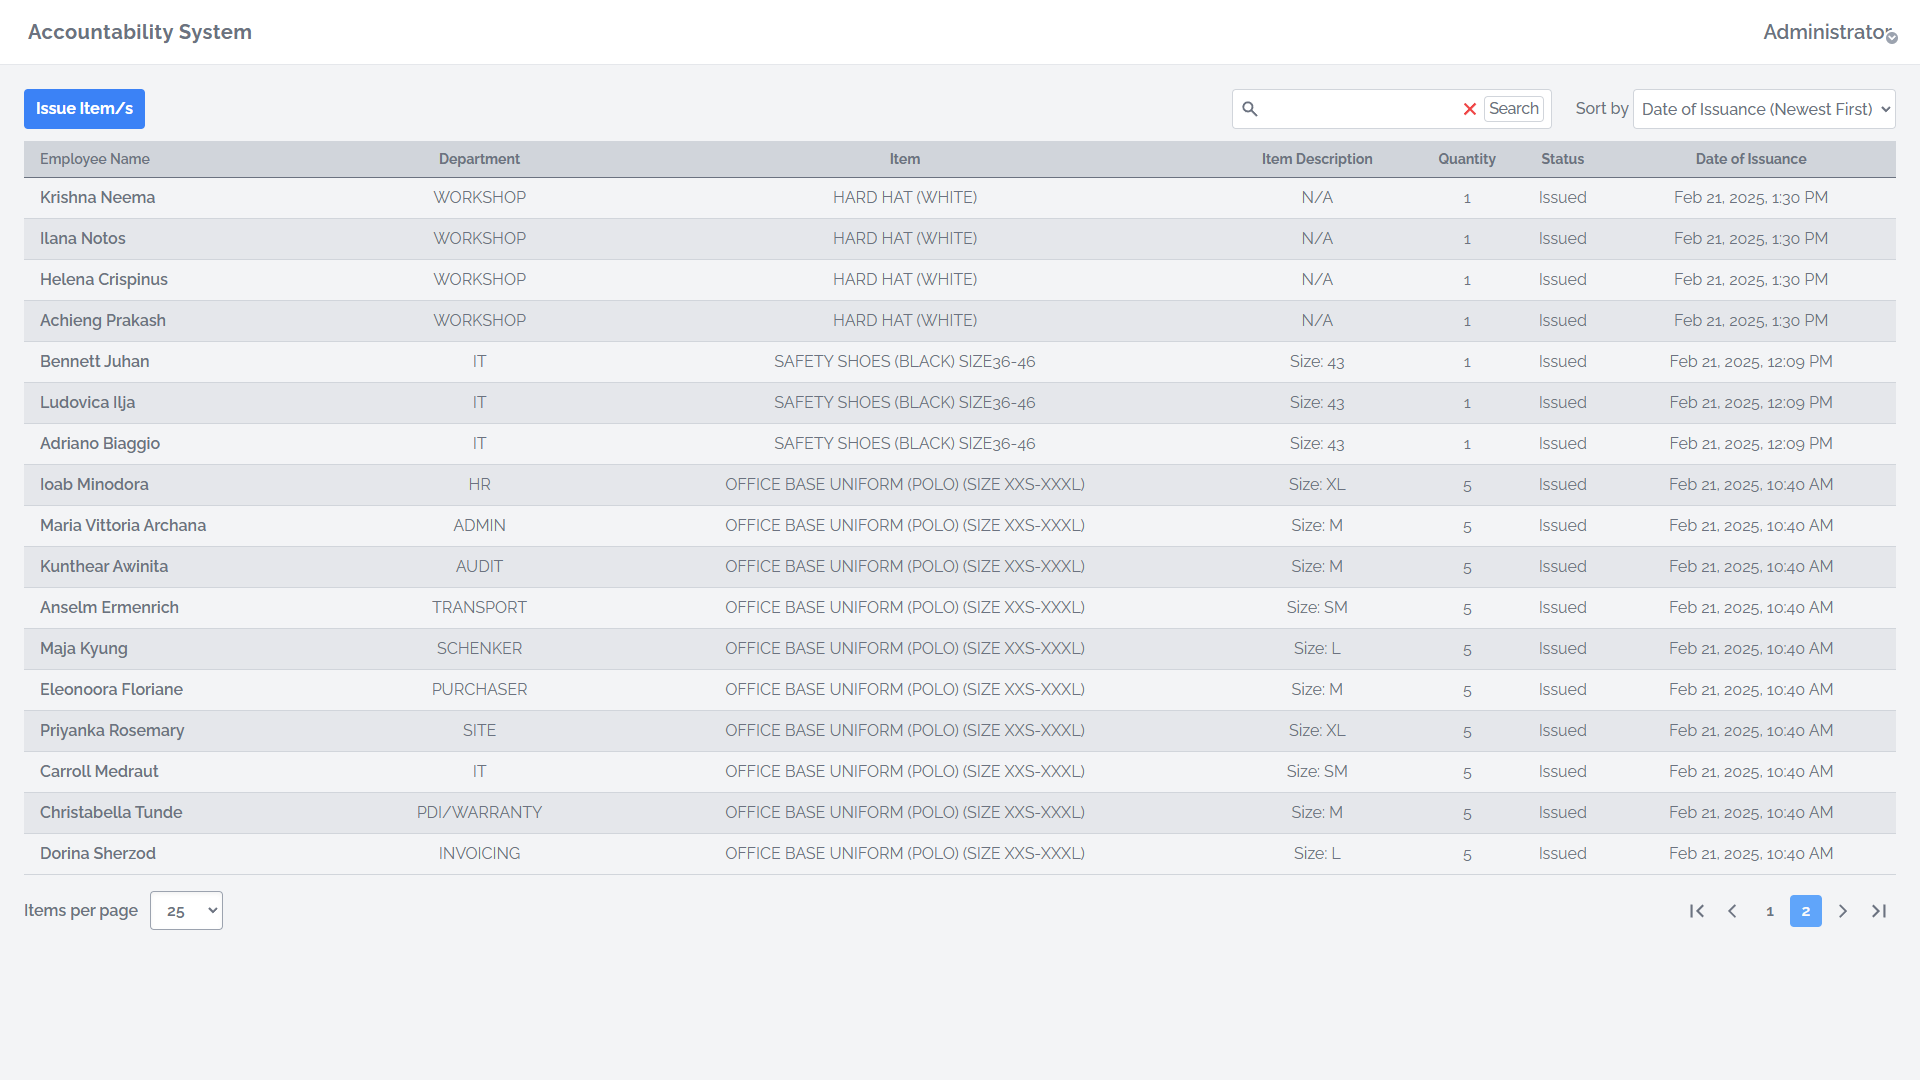 Accountability System
Administrator
Issue Item/s
Search
Sort by
Date of Issuance (Newest First)
Employee Name Department Item Item Description Quantity Status Date of Issuance
Krishna Neema WORKSHOP HARD HAT (WHITE) N/A 1 Issued Feb 21, 2025, 1:30 PM
Ilana Notos WORKSHOP HARD HAT (WHITE) N/A 1 Issued Feb 21, 2025, 1:30 PM
Helena Crispinus WORKSHOP HARD HAT (WHITE) N/A 1 Issued Feb 21, 2025, 1:30 PM
Achieng Prakash WORKSHOP HARD HAT (WHITE) N/A 1 Issued Feb 21, 2025, 1:30 PM
Bennett Juhan IT SAFETY SHOES (BLACK) SIZE36-46 Size: 43 1 Issued Feb 21, 2025, 12:09 PM
Ludovica Ilja IT SAFETY SHOES (BLACK) SIZE36-46 Size: 43 1 Issued Feb 21, 2025, 12:09 PM
Adriano Biaggio IT SAFETY SHOES (BLACK) SIZE36-46 Size: 43 1 Issued Feb 21, 2025, 12:09 PM
Ioab Minodora HR OFFICE BASE UNIFORM (POLO) (SIZE XXS-XXXL) Size: XL 5 Issued Feb 21, 2025, 10:40 AM
Maria Vittoria Archana ADMIN OFFICE BASE UNIFORM (POLO) (SIZE XXS-XXXL) Size: M 5 Issued Feb 21, 2025, 10:40 AM
Kunthear Awinita AUDIT OFFICE BASE UNIFORM (POLO) (SIZE XXS-XXXL) Size: M 5 Issued Feb 21, 2025, 10:40 AM
Anselm Ermenrich TRANSPORT OFFICE BASE UNIFORM (POLO) (SIZE XXS-XXXL) Size: SM 5 Issued Feb 21, 2025, 10:40 AM
Maja Kyung SCHENKER OFFICE BASE UNIFORM (POLO) (SIZE XXS-XXXL) Size: L 5 Issued Feb 21, 2025, 10:40 AM
Eleonoora Floriane PURCHASER OFFICE BASE UNIFORM (POLO) (SIZE XXS-XXXL) Size: M 5 Issued Feb 21, 2025, 10:40 AM
Priyanka Rosemary SITE OFFICE BASE UNIFORM (POLO) (SIZE XXS-XXXL) Size: XL 5 Issued Feb 21, 2025, 10:40 AM
Carroll Medraut IT OFFICE BASE UNIFORM (POLO) (SIZE XXS-XXXL) Size: SM 5 Issued Feb 21, 2025, 10:40 AM
Christabella Tunde PDI/WARRANTY OFFICE BASE UNIFORM (POLO) (SIZE XXS-XXXL) Size: M 5 Issued Feb 21, 2025, 10:40 AM
Dorina Sherzod INVOICING OFFICE BASE UNIFORM (POLO) (SIZE XXS-XXXL) Size: L 5 Issued Feb 21, 2025, 10:40 AM
Items per page 25
1 2